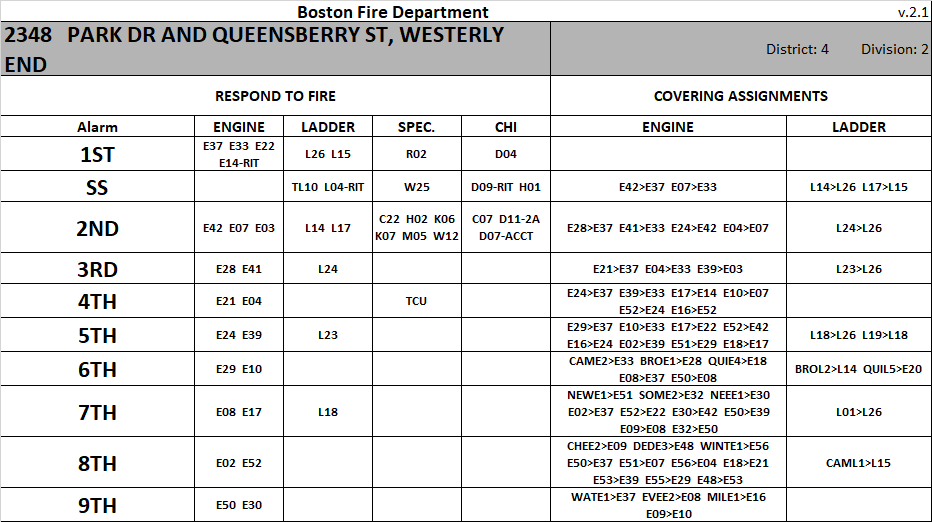 Boston Fire Department v.2.1
2348 PARK DR AND QUEENSBERRY ST, WESTERLY
END
District: 4 Division: 2
RESPOND TO FIRE COVERING ASSIGNMENTS
Alarm ENGINE LADDER SPEC. CHI ENGINE LADDER
1ST
E37 E33 E22
E14-RIT
L26 L15
R02
D04
SS
TL10 L04-RIT
W25
D09-RIT H01
E42>E37 E07>E33
L14>L26 L17>L15
2ND
E42 E07 E03
L14 L17
C22 H02 K06
K07 M05 W12
C07 D11-2A
D07-ACCT
E28>E37 E41>E33 E24>E42 E04>E07
L24>L26
3RD
E28 E41
L24
E21>E37 E04>E33 E39>E03
L23>L26
4TH
E21 E04
TCU
E24>E37 E39>E33 E17>E14 E10>E07
E52>E24 E16>E52
5TH
E24 E39
L23
E29>E37 E10>E33 E17>E22 E52>E42
E16>E24 E02>E39 E51>E29 E18>E17
L18>L26 L19>L18
6TH
E29 E10
CAME2>E33 BROE1>E28 QUIE4>E18
E08>E37 E50>E08
BROL2>L14 QUIL5>E20
7TH
E08 E17
L18
NEWE1>E51 SOME2>E32 NEEE1>E30
E02>E37 E52>E22 E30>E42 E50>E39
E09>E08 E32>E50
L01>L26
8TH
E02 E52
CHEE2>E09 DEDE3>E48 WINTE1>E56
E50>E37 E51>E07 E56>E04 E18>E21
E53>E39 E55>E29 E48>E53
CAML1>L15
9TH
E50 E30
WATE1>E37 EVEE2>E08 MILE1>E16
E09>E10